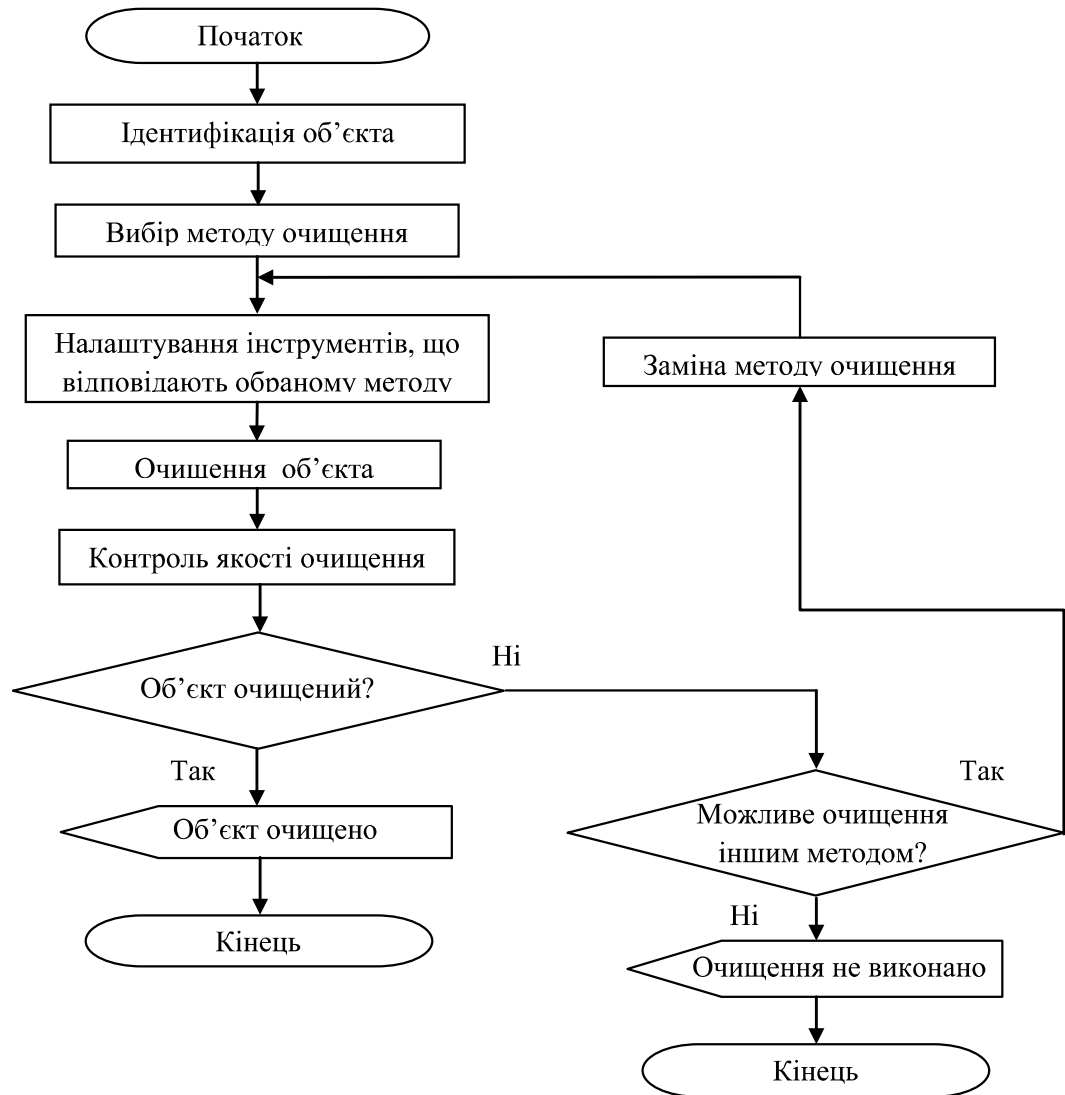 Початок
Ідентифікація об’єкта
Вибір методу очищення
Налаштування інструментів, що
відповідають обраному методу
Заміна методу очищення
Очишення об’єкта
Контроль якості очищення
Ні
Об’єкт очищений?
Так
Так
Об’єкт очищено
Можливе очищення
іншим методом?
Ні
Кінець
Очищення не виконано
Кінець